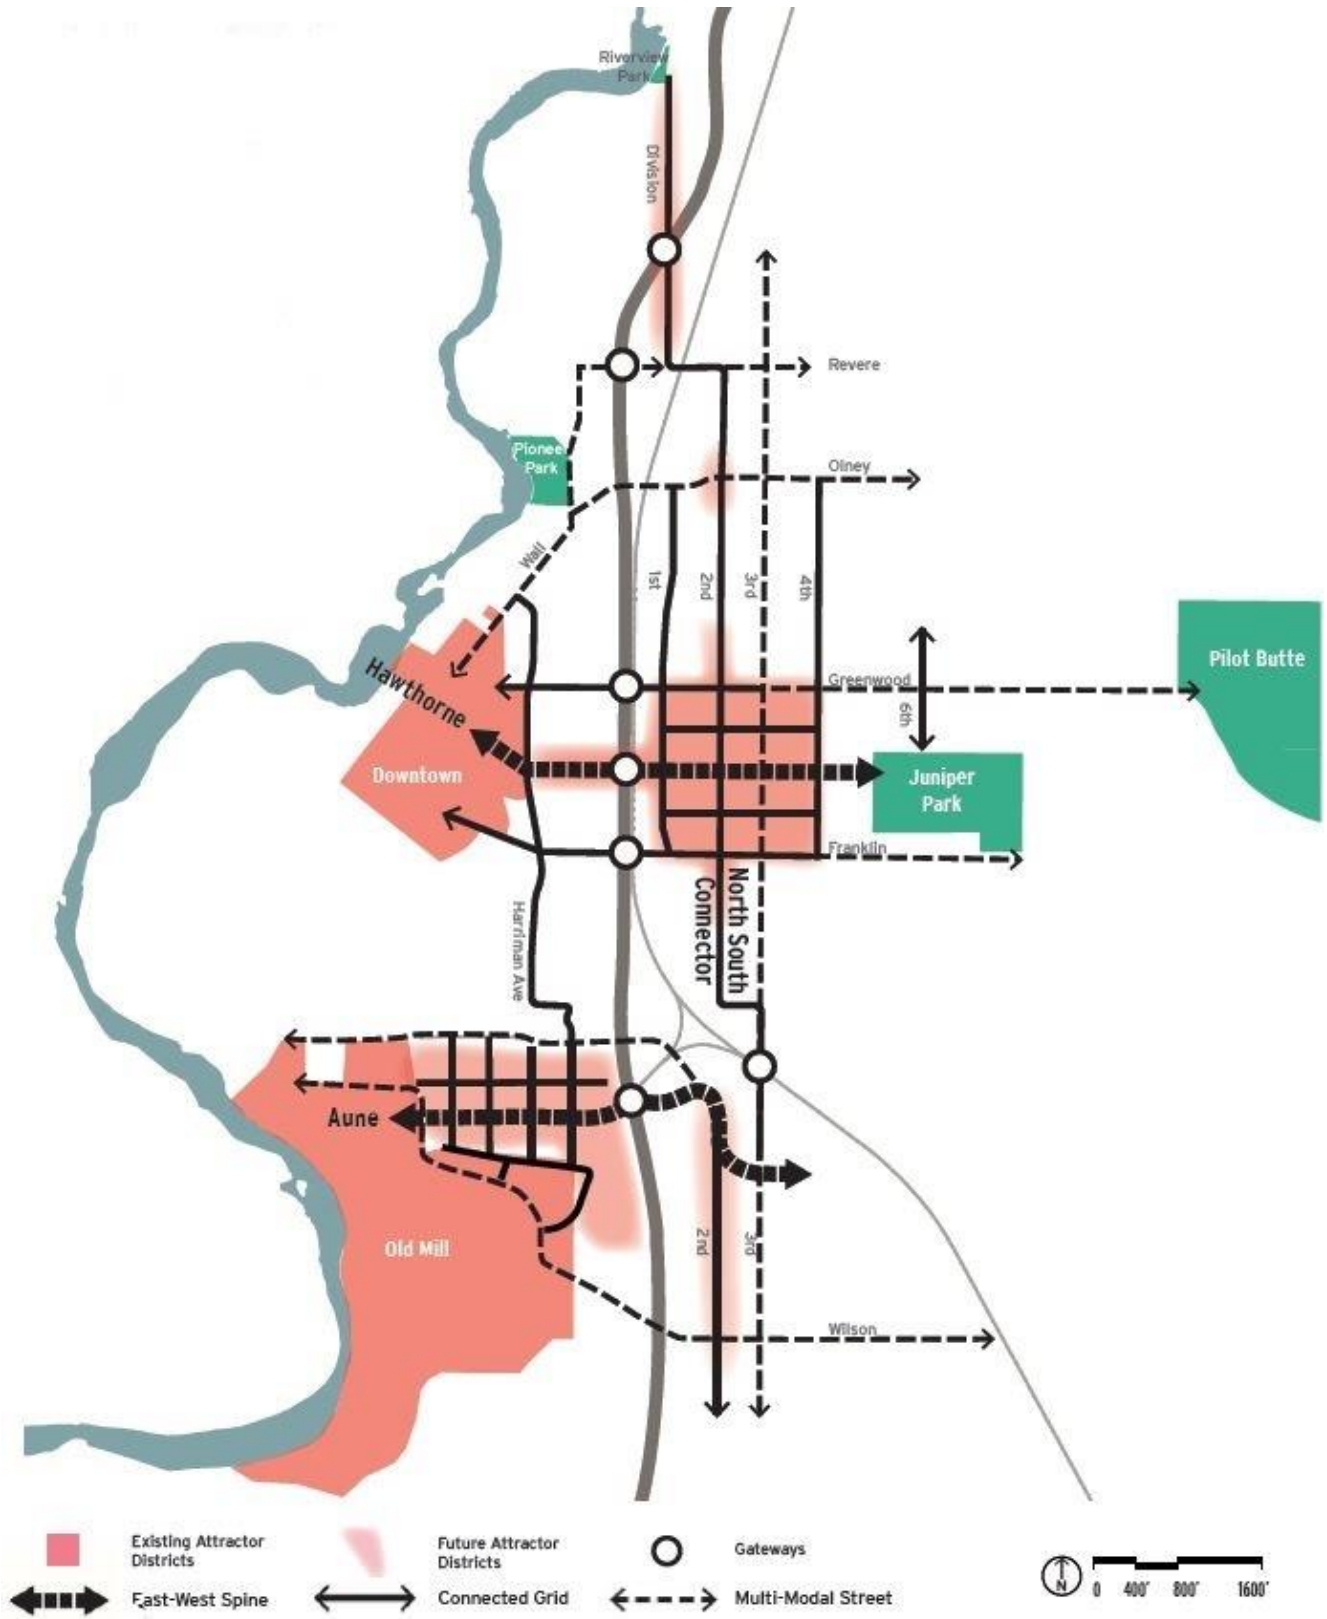 Riverview
Park
Division
Revere
Pionee
Park
Olney
Wall
1st
2nd
3rd
4th
Pilot Butte
Hawthorne
Greenwood
6th
Downtown
Juniper
Park
Franklin
North South
Connector
Harriman Ave
Aune
Old Mill
2nd
3rd
Wilson
Existing Attractor
Districts
Future Attractor
Districts
Gateways
East-West Spine
Connected Grid
Multi-Modal Street
N
0 400' 800' 1600'